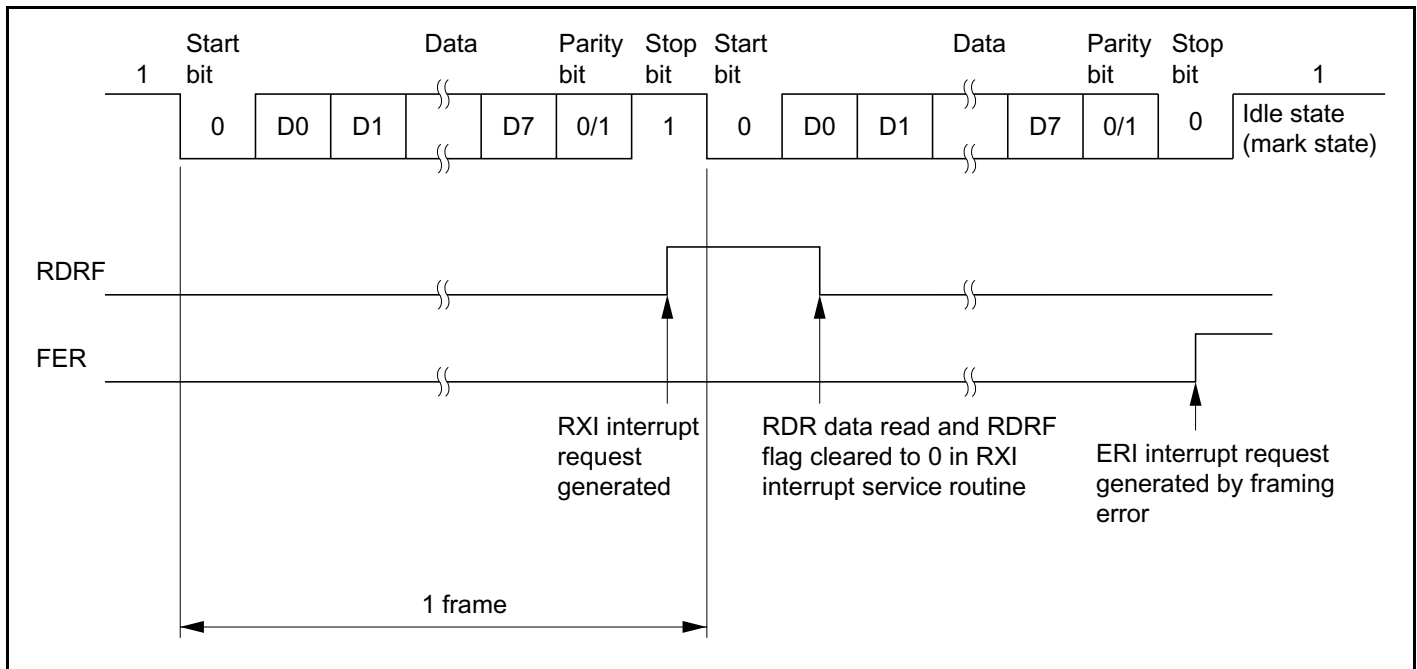 Start bit
Data
Parity bit
Stop bit
Start bit
Data
Parity bit
Stop bit
1
1
0
D0
D1
D7
0/1
1
0
D0
D1
D7
0/1
0
Idle state
(mark state)
RDRF
FER
RXI interrupt
request
generated
RDR data read and RDRF
flag cleared to 0 in RXI
interrupt service routine
ERI interrupt request
generated by framing
error
1 frame